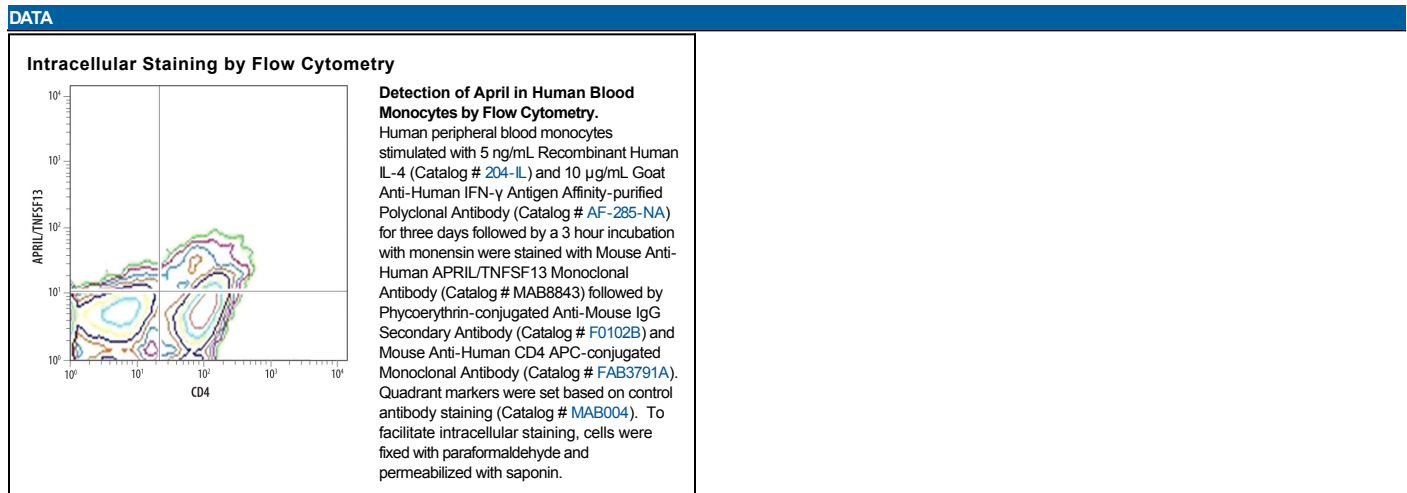 DATA
Intracellular Staining by Flow Cytometry
10⁴
10³
10²
10¹
10⁰
APRIL/TNFSF13
10⁰ 10¹ 10² 10³ 10⁴
CD4
Detection of April in Human Blood
Monocytes by Flow Cytometry.
Human peripheral blood monocytes
stimulated with 5 ng/mL Recombinant Human
IL-4 (Catalog # 204-IL) and 10 µg/mL Goat
Anti-Human IFN-γ Antigen Affinity-purified
Polyclonal Antibody (Catalog # AF-285-NA)
for three days followed by a 3 hour incubation
with monensin were stained with Mouse Anti-
Human APRIL/TNFSF13 Monoclonal
Antibody (Catalog # MAB8843) followed by
Phycoerythrin-conjugated Anti-Mouse IgG
Secondary Antibody (Catalog # F0102B) and
Mouse Anti-Human CD4 APC-conjugated
Monoclonal Antibody (Catalog # FAB3791A).
Quadrant markers were set based on control
antibody staining (Catalog # MAB004). To
facilitate intracellular staining, cells were
fixed with paraformaldehyde and
permeabilized with saponin.